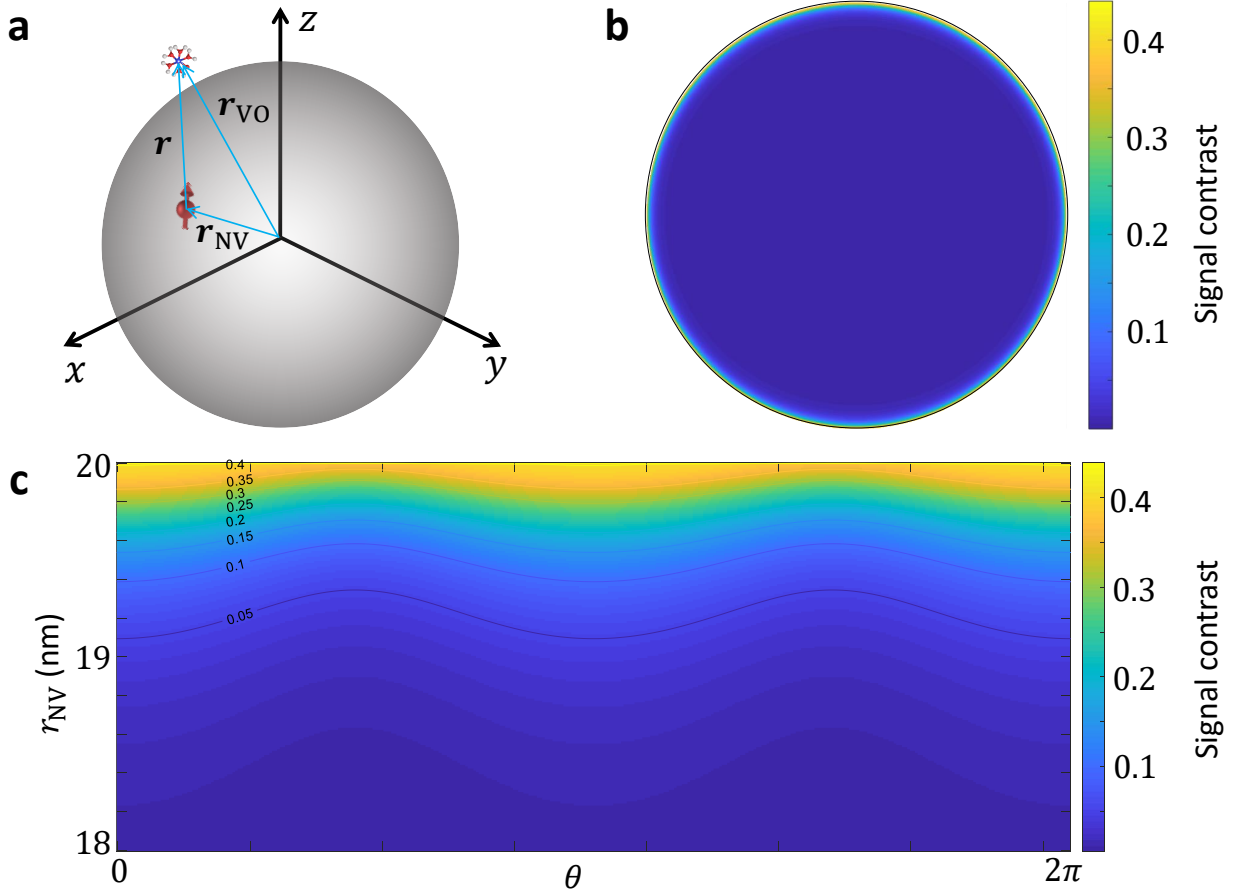 a
z
r_VO
r
r_NV
x
y
b
0.4
0.3
0.2
0.1
Signal contrast
c
20
19
18
r_NV (nm)
0.4
0.35
0.3
0.25
0.2
0.15
0.1
0.05
0
θ
2π
0.4
0.3
0.2
0.1
Signal contrast